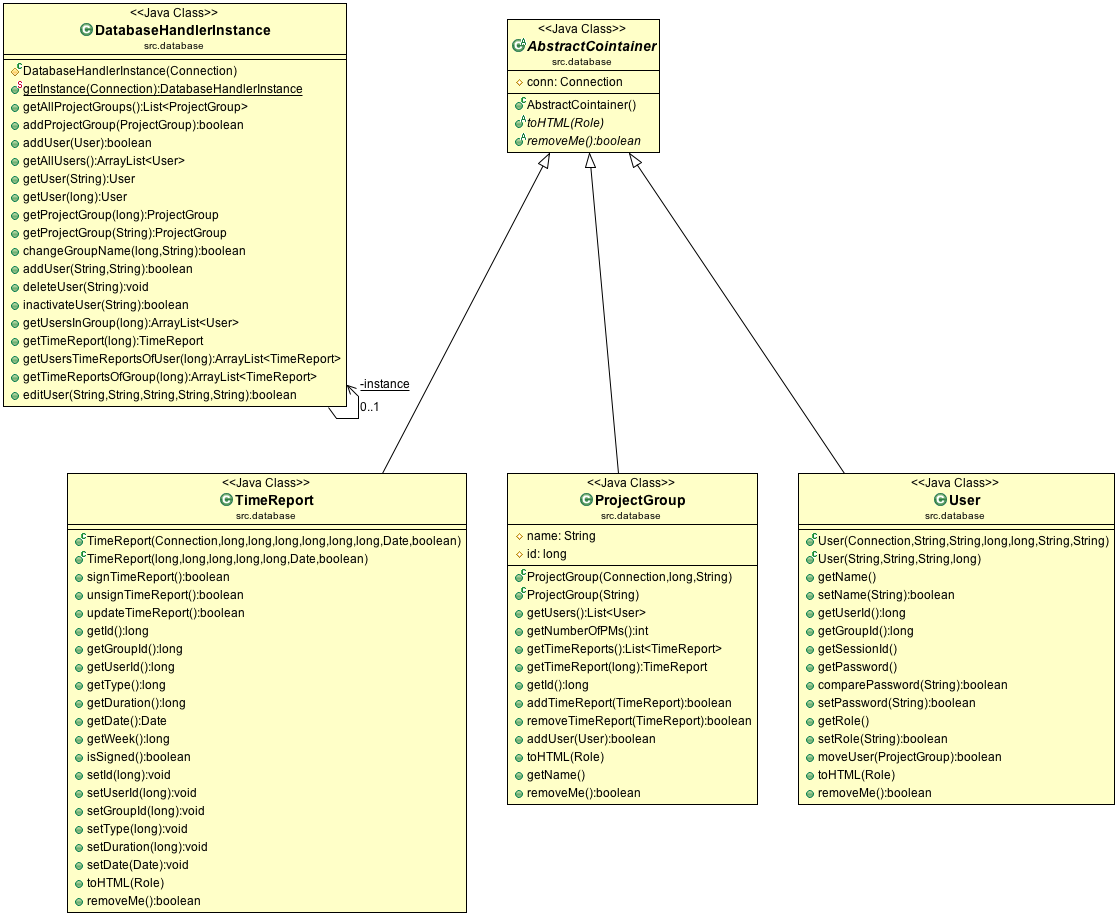 <<Java Class>>
DatabaseHandlerInstance
src.database
DatabaseHandlerInstance(Connection)
getInstance(Connection):DatabaseHandlerInstance
getAllProjectGroups():List<ProjectGroup>
addProjectGroup(ProjectGroup):boolean
addUser(User):boolean
getAllUsers():ArrayList<User>
getUser(String):User
getUser(long):User
getProjectGroup(long):ProjectGroup
getProjectGroup(String):ProjectGroup
changeGroupName(long,String):boolean
addUser(String,String):boolean
deleteUser(String):void
inactivateUser(String):boolean
getUsersInGroup(long):ArrayList<User>
getTimeReport(long):TimeReport
getUsersTimeReportsOfUser(long):ArrayList<TimeReport>
getTimeReportsOfGroup(long):ArrayList<TimeReport>
editUser(String,String,String,String,String):boolean
-instance
0..1
<<Java Class>>
AbstractCointainer
src.database
conn: Connection
AbstractCointainer()
toHTML(Role)
removeMe():boolean
<<Java Class>>
TimeReport
src.database
TimeReport(Connection,long,long,long,long,long,long,Date,boolean)
TimeReport(long,long,long,long,long,Date,boolean)
signTimeReport():boolean
unsignTimeReport():boolean
updateTimeReport():boolean
getId():long
getGroupId():long
getUserId():long
getType():long
getDuration():long
getDate():Date
getWeek():long
isSigned():boolean
setId(long):void
setUserId(long):void
setGroupId(long):void
setType(long):void
setDuration(long):void
setDate(Date):void
toHTML(Role)
removeMe():boolean
<<Java Class>>
ProjectGroup
src.database
name: String
id: long
ProjectGroup(Connection,long,String)
ProjectGroup(String)
getUsers():List<User>
getNumberOfPMs():int
getTimeReports():List<TimeReport>
getTimeReport(long):TimeReport
getId():long
addTimeReport(TimeReport):boolean
removeTimeReport(TimeReport):boolean
addUser(User):boolean
toHTML(Role)
getName()
removeMe():boolean
<<Java Class>>
User
src.database
User(Connection,String,String,long,long,String,String)
User(String,String,String,long)
getName()
setName(String):boolean
getUserId():long
getGroupId():long
getSessionId()
getPassword()
comparePassword(String):boolean
setPassword(String):boolean
getRole()
setRole(String):boolean
moveUser(ProjectGroup):boolean
toHTML(Role)
removeMe():boolean